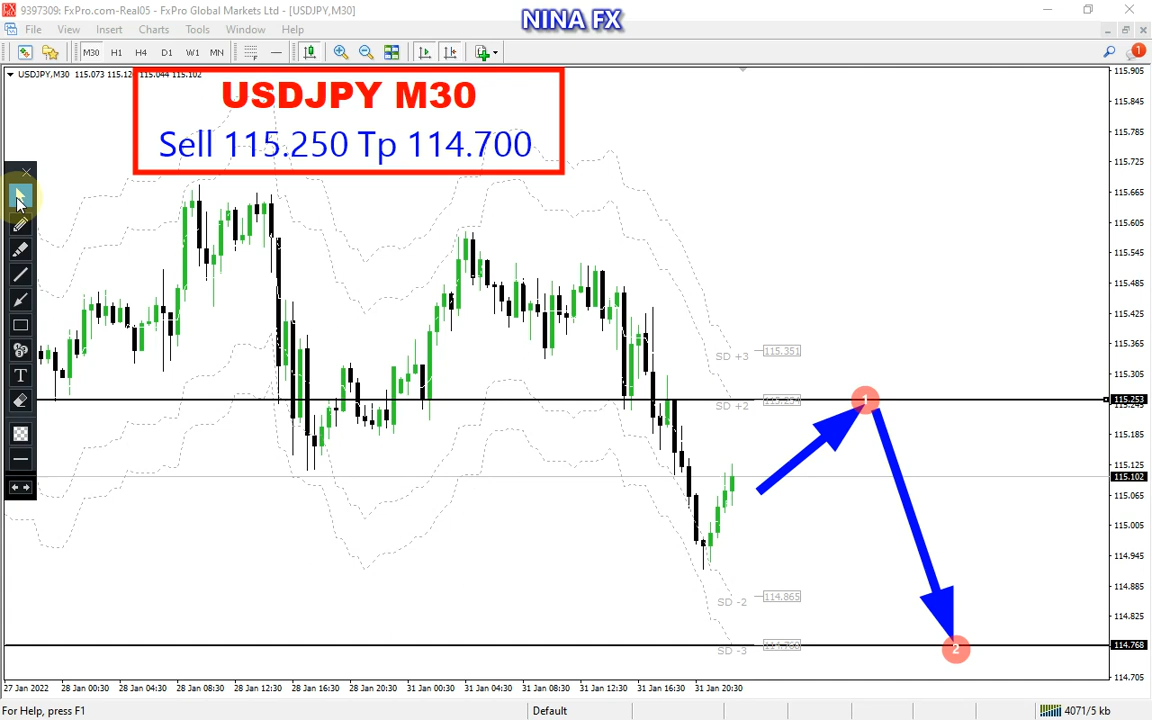 9397309: FxPro.com-Real05 - FxPro Global Markets Ltd - [USDJPY,M30]
NINA FX
File View Insert Charts Tools Window Help
M30 H1 H4 D1 W1 MN
1
USDJPY,M30 115.073 115.044 115.102
USDJPY M30
Sell 115.250 Tp 114.700
115.905
115.845
115.785
115.725
115.665
115.605
115.545
115.485
115.425
115.365
SD +3 115.351
115.305
115.253
1
SD +2
115.245
115.185
115.125
115.102
115.065
115.005
114.945
114.885
SD -2 114.865
114.825
114.768
SD -3
2
114.705
27 Jan 2022 28 Jan 00:30 28 Jan 04:30 28 Jan 08:30 28 Jan 12:30 28 Jan 16:30 28 Jan 20:30 31 Jan 00:30 31 Jan 04:30 31 Jan 08:30 31 Jan 12:30 31 Jan 16:30 31 Jan 20:30
For Help, press F1 Default 4071/5 kb
T